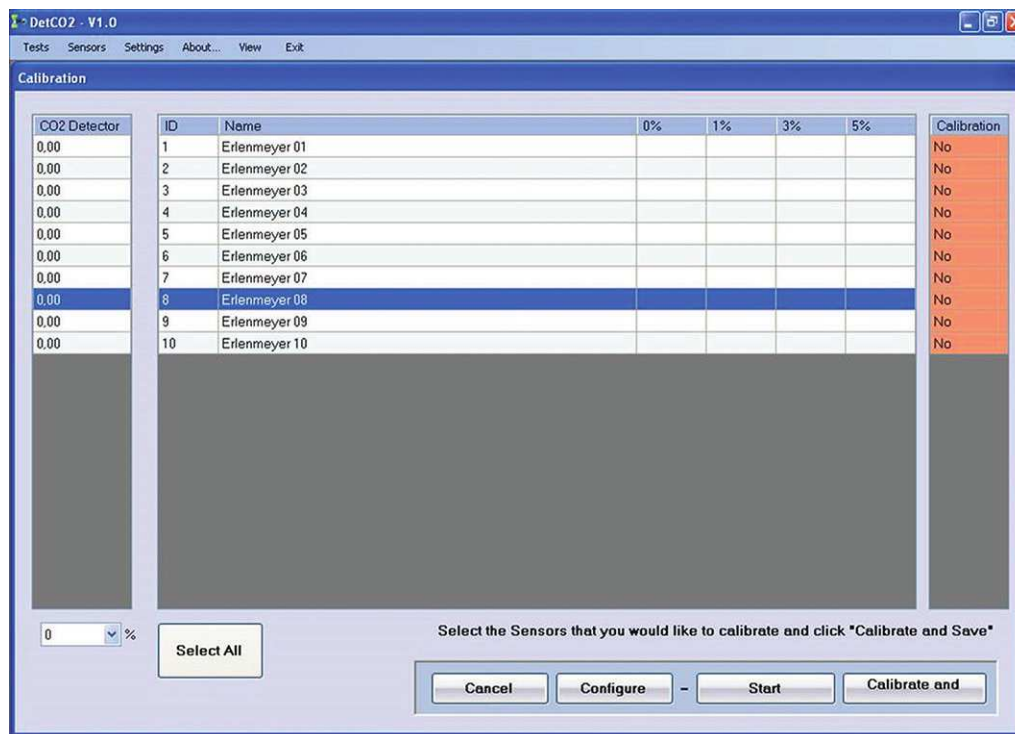 DetCO2 - V1.0
Tests Sensors Settings About... View Exit
Calibration
CO2 Detector ID Name 0% 1% 3% 5% Calibration
0,00 1 Erlenmeyer 01 No
0,00 2 Erlenmeyer 02 No
0,00 3 Erlenmeyer 03 No
0,00 4 Erlenmeyer 04 No
0,00 5 Erlenmeyer 05 No
0,00 6 Erlenmeyer 06 No
0,00 7 Erlenmeyer 07 No
0,00 8 Erlenmeyer 08 No
0,00 9 Erlenmeyer 09 No
0,00 10 Erlenmeyer 10 No
0 %
Select All
Select the Sensors that you would like to calibrate and click "Calibrate and Save"
Cancel Configure - Start Calibrate and